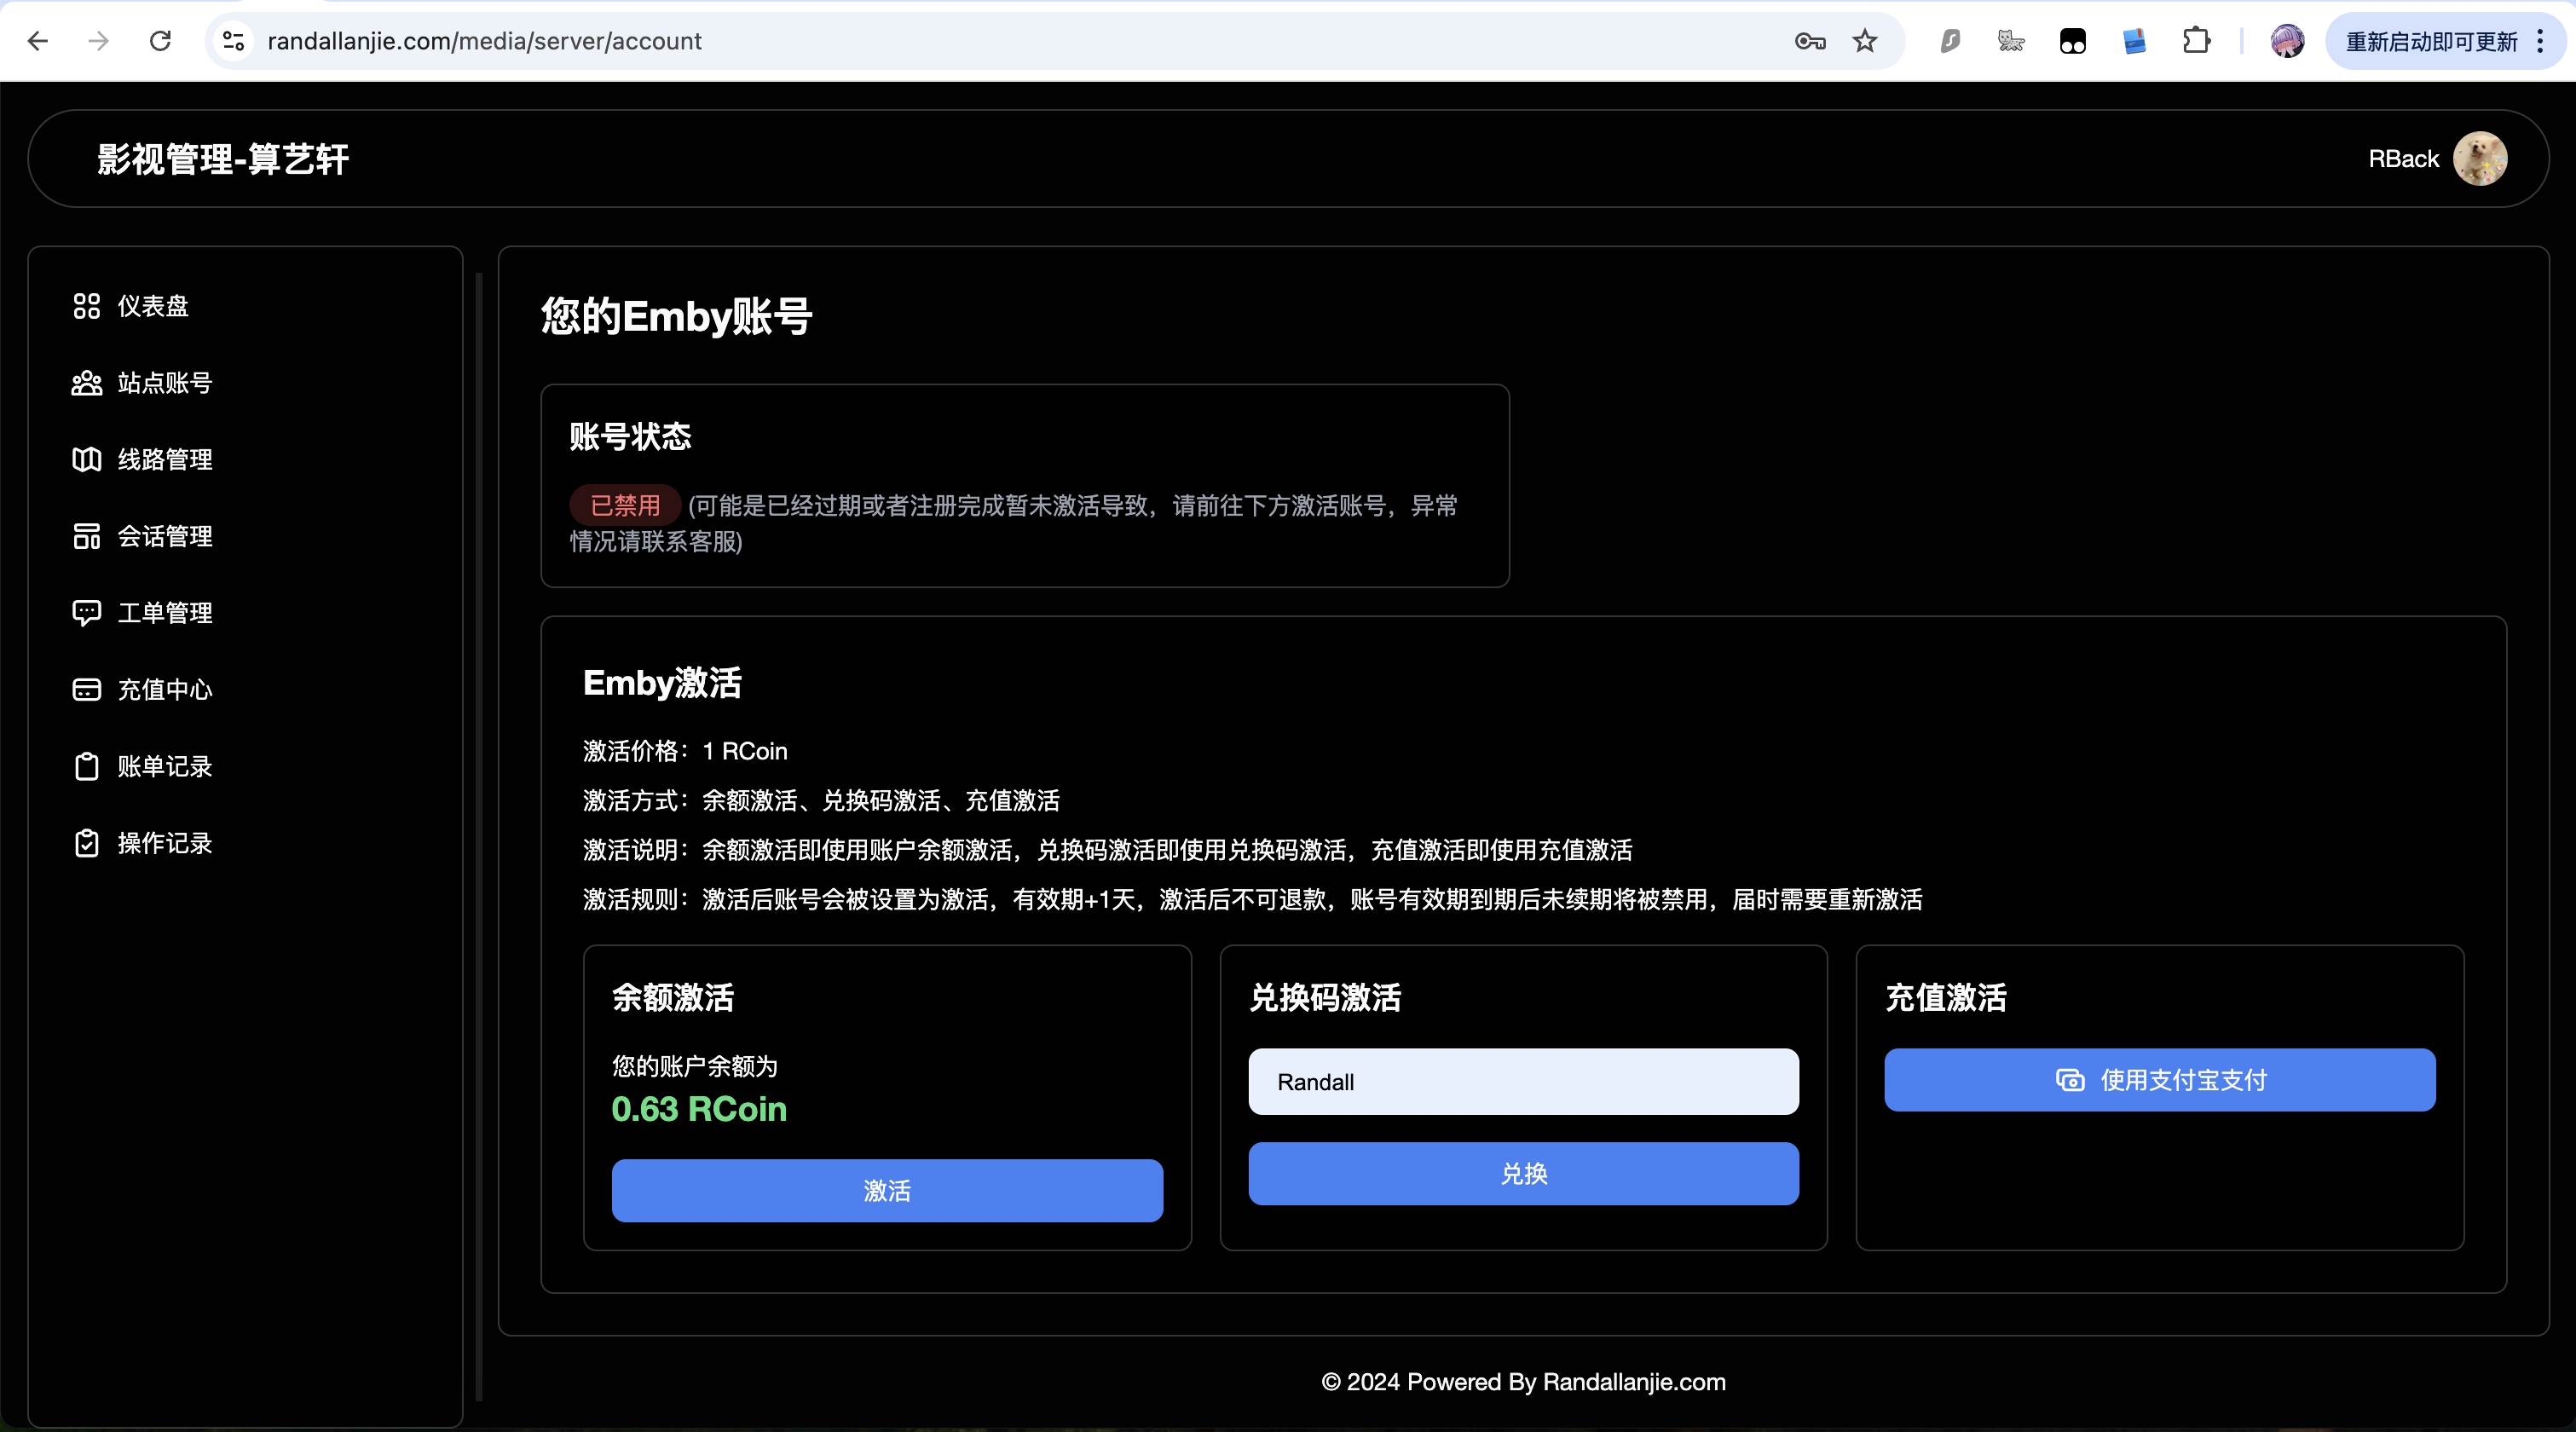 randallanjie.com/media/server/account
重新启动即可更新
影视管理-算艺轩
RBack
仪表盘
站点账号
线路管理
会话管理
工单管理
充值中心
账单记录
操作记录
您的Emby账号
账号状态
已禁用 (可能是已经过期或者注册完成暂未激活导致，请前往下方激活账号，异常
情况请联系客服)
Emby激活
激活价格：1 RCoin
激活方式：余额激活、兑换码激活、充值激活
激活说明：余额激活即使用账户余额激活，兑换码激活即使用兑换码激活，充值激活即使用充值激活
激活规则：激活后账号会被设置为激活，有效期+1天，激活后不可退款，账号有效期到期后未续期将被禁用，届时需要重新激活
余额激活
您的账户余额为
0.63 RCoin
激活
兑换码激活
Randall
兑换
充值激活
使用支付宝支付
© 2024 Powered By Randallanjie.com